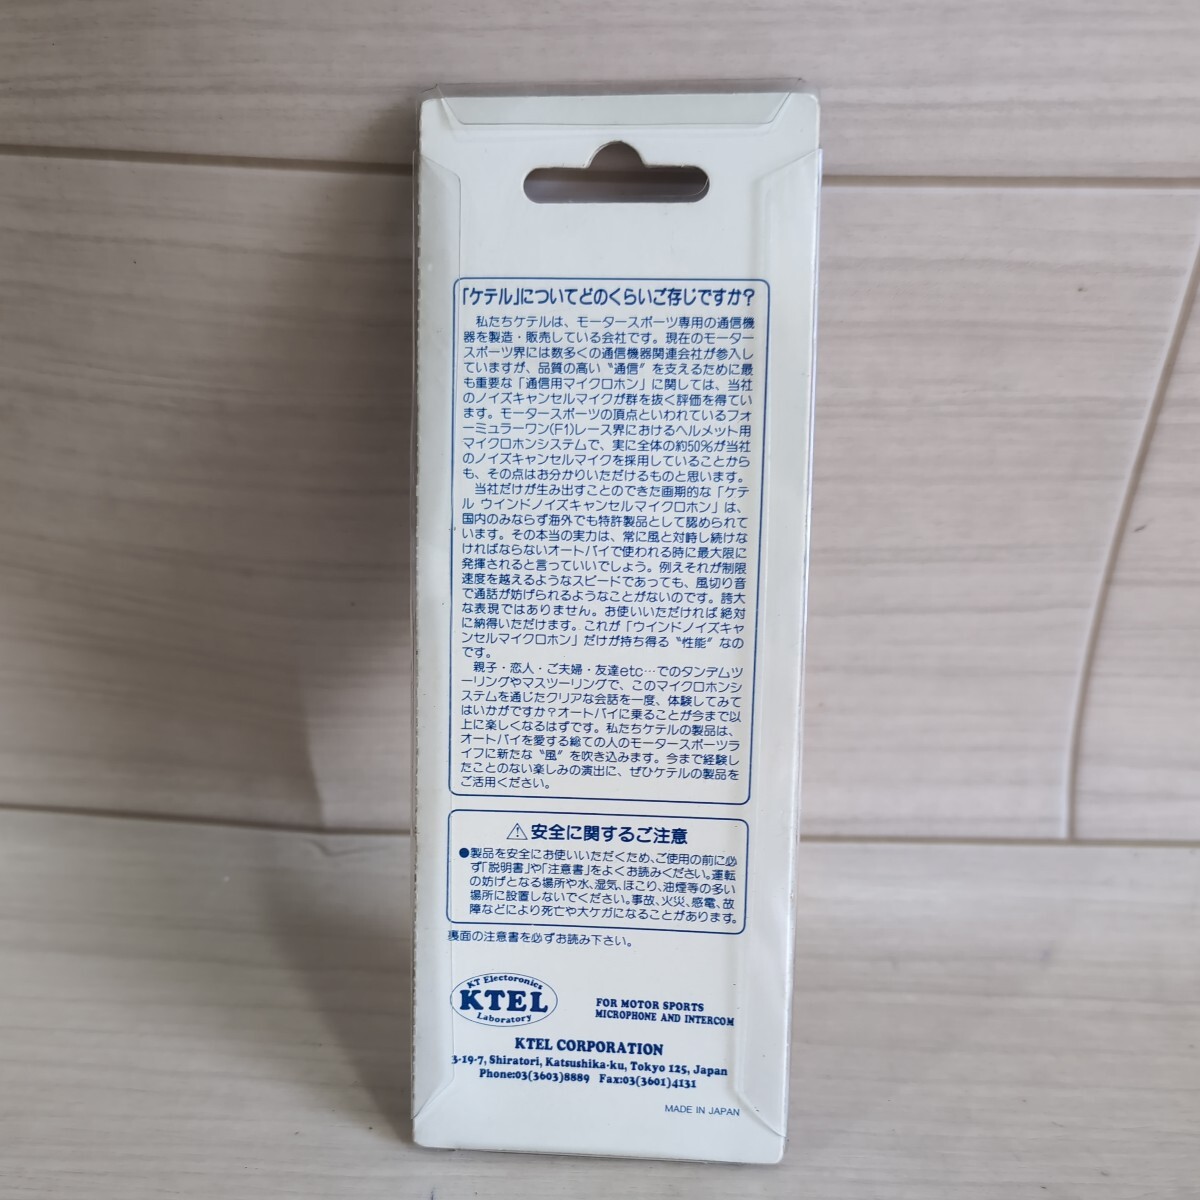 「ケテル」についてどのくらいご存じですか?
私たちケテルは、モータースポーツ専用の通信機
器を製造・販売している会社です。現在のモーター
スポーツ界には数多くの通信機器関連会社が参入し
ていますが、品質の高い〝通信〟を支えるために最
も重要な「通信用マイクロホン」に関しては、当社
のノイズキャンセルマイクが群を抜く評価を得てい
ます。モータースポーツの頂点といわれているフォ
ーミュラーワン(F1)レース界におけるヘルメット用
マイクロホンシステムで、実に全体の約50%が当社
のノイズキャンセルマイクを採用していることから
も、その点はお分かりいただけるものと思います。
当社だけが生み出すことのできた画期的な「ケテ
ル ウインドノイズキャンセルマイクロホン」は、
国内のみならず海外でも特許製品として認められて
います。その本当の実力は、常に風と対峙し続けな
ければならないオートバイで使われる時に最大限に
発揮されると言っていいでしょう。例えそれが制限
速度を越えるようなスピードであっても、風切り音
で通話が妨げられるようなことがないのです。誇大
な表現ではありません。お使いいただければ絶対
に納得いただけます。これが「ウインドノイズキャ
ンセルマイクロホン」だけが持ち得る〝性能〟なの
です。
親子・恋人・ご夫婦・友達etc…でのタンデムツ
ーリングやマスツーリングで、このマイクロホンシ
ステムを通じたクリアな会話を一度、体験してみて
はいかがですか?オートバイに乗ることが今まで以
上に楽しくなるはずです。私たちケテルの製品は、
オートバイを愛する総ての人のモータースポーツラ
イフに新たな〝風〟を吹き込みます。今まで経験し
たことのない楽しみの演出に、ぜひケテルの製品を
ご活用ください。
⚠安全に関するご注意
●製品を安全にお使いいただくため、ご使用の前に必
ず「説明書」や「注意書」をよくお読みください。運転
の妨げとなる場所や水、湿気、ほこり、油煙等の多い
場所に設置しないでください。事故、火災、感電、故
障などにより死亡や大ケガになることがあります。
裏面の注意書を必ずお読み下さい。
KT Electoronics
KTEL
Laboratory
FOR MOTOR SPORTS
MICROPHONE AND INTERCOM
KTEL CORPORATION
3-19-7, Shiratori, Katsushika-ku, Tokyo 125, Japan
Phone:03(3603)8889 Fax:03(3601)4131
MADE IN JAPAN